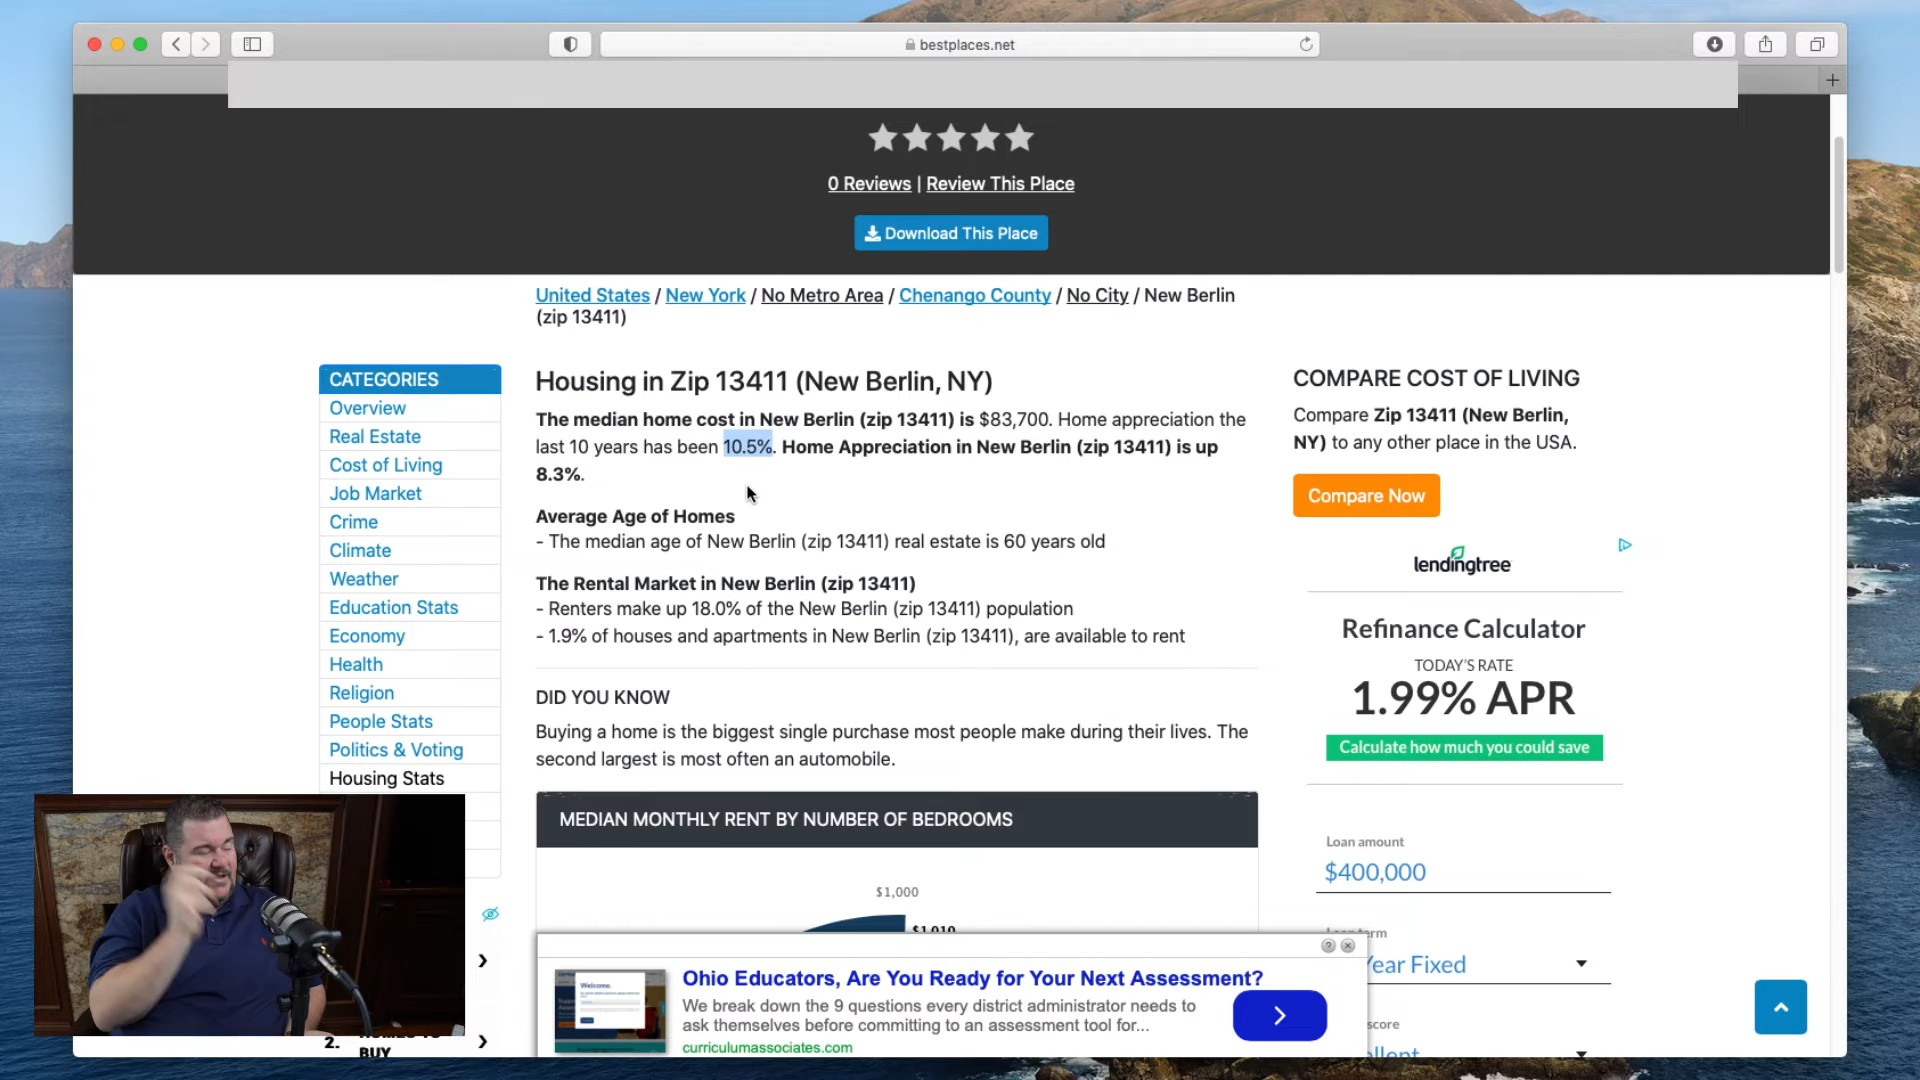 bestplaces.net
0 Reviews | Review This Place
Download This Place
United States / New York / No Metro Area / Chenango County / No City / New Berlin
(zip 13411)
CATEGORIES
Overview
Real Estate
Cost of Living
Job Market
Crime
Climate
Weather
Education Stats
Economy
Health
Religion
People Stats
Politics & Voting
Housing Stats
2.
BUY
Housing in Zip 13411 (New Berlin, NY)
The median home cost in New Berlin (zip 13411) is $83,700. Home appreciation the
last 10 years has been 10.5%. Home Appreciation in New Berlin (zip 13411) is up
8.3%.
Average Age of Homes
- The median age of New Berlin (zip 13411) real estate is 60 years old
The Rental Market in New Berlin (zip 13411)
- Renters make up 18.0% of the New Berlin (zip 13411) population
- 1.9% of houses and apartments in New Berlin (zip 13411), are available to rent
DID YOU KNOW
Buying a home is the biggest single purchase most people make during their lives. The
second largest is most often an automobile.
MEDIAN MONTHLY RENT BY NUMBER OF BEDROOMS
$1,000
$1,010
Welcome.
Ohio Educators, Are You Ready for Your Next Assessment?
We break down the 9 questions every district administrator needs to
ask themselves before committing to an assessment tool for...
curriculumassociates.com
COMPARE COST OF LIVING
Compare Zip 13411 (New Berlin,
NY) to any other place in the USA.
Compare Now
lendingtree
Refinance Calculator
TODAY'S RATE
1.99% APR
Calculate how much you could save
Loan amount
$400,000
Fixed
score